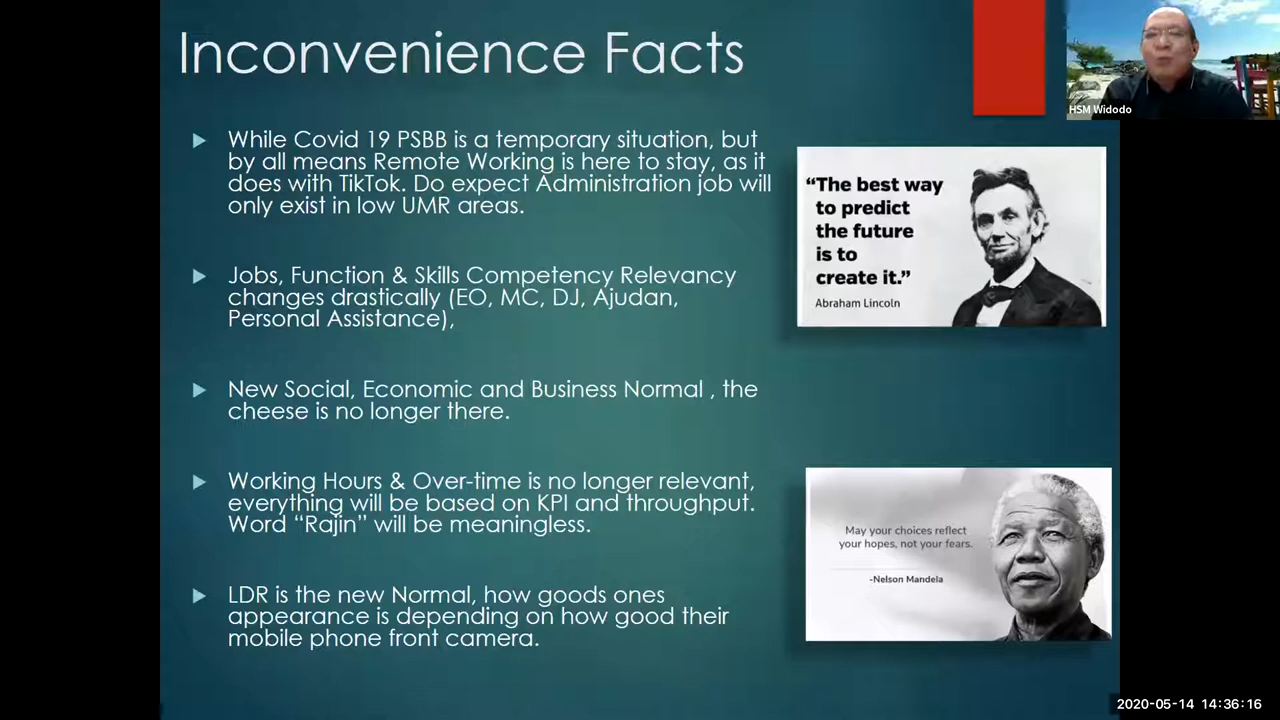 Inconvenience Facts
While Covid 19 PSBB is a temporary situation, but
by all means Remote Working is here to stay, as it
does with TikTok. Do expect Administration job will
only exist in low UMR areas.
Jobs, Function & Skills Competency Relevancy
changes drastically (EO, MC, DJ, Ajudan,
Personal Assistance),
New Social, Economic and Business Normal , the
cheese is no longer there.
Working Hours & Over-time is no longer relevant,
everything will be based on KPI and throughput.
Word “Rajin” will be meaningless.
LDR is the new Normal, how goods ones
appearance is depending on how good their
mobile phone front camera.
HSM Widodo
“The best way
to predict
the future
is to
create it.”
Abraham Lincoln
May your choices reflect
your hopes, not your fears.
-Nelson Mandela
2020-05-14 14:36:16